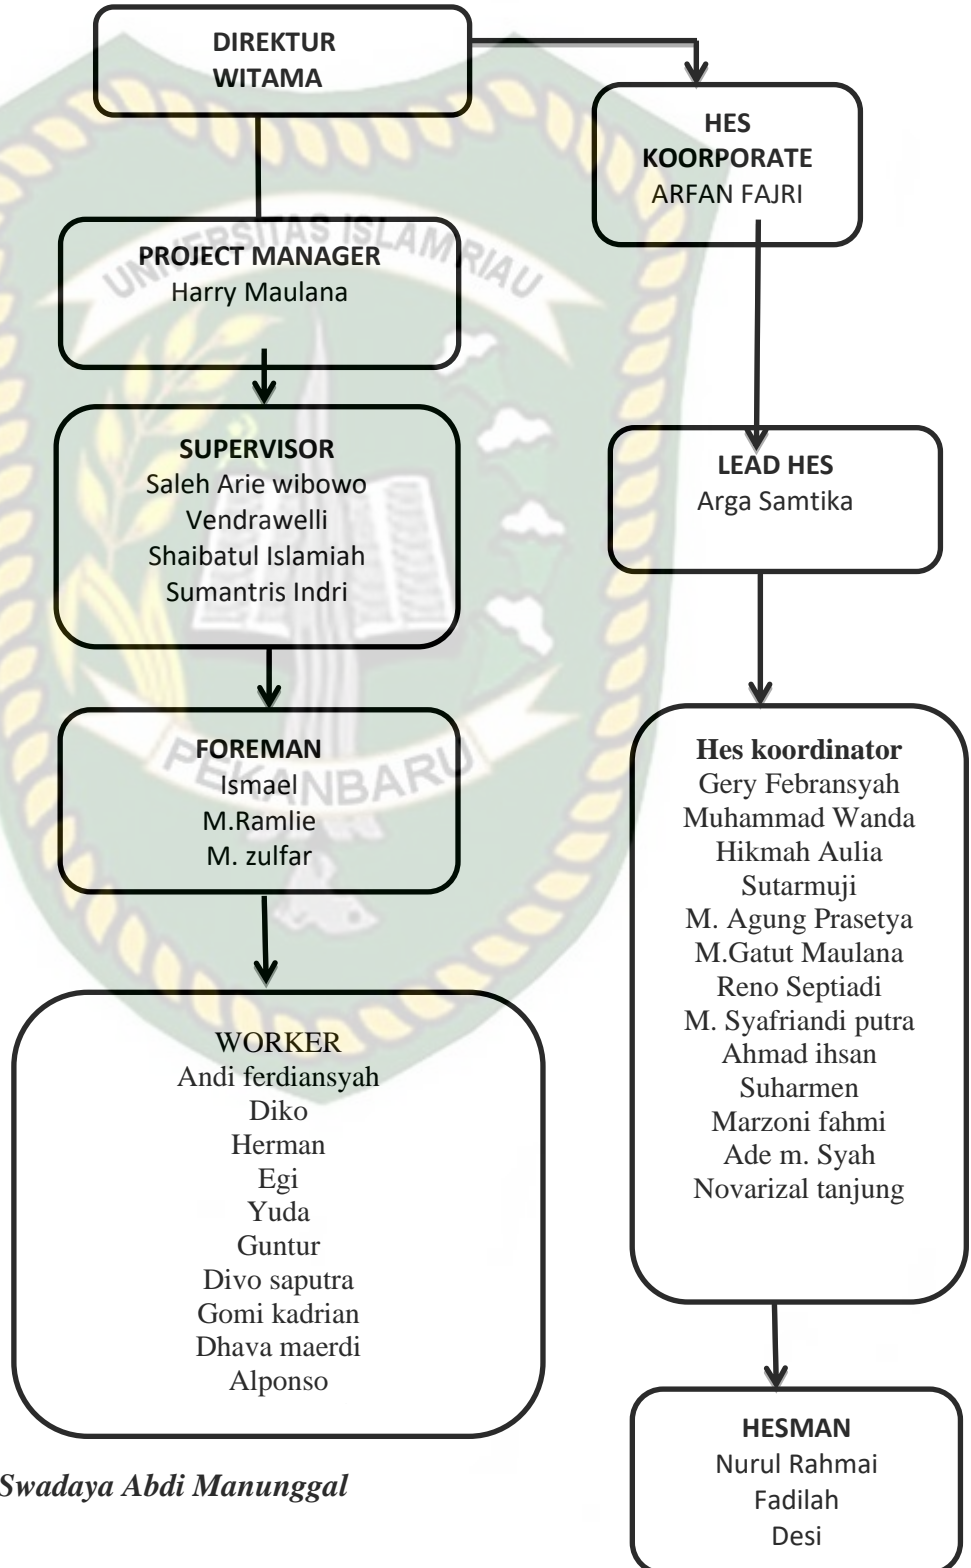 DIREKTUR
WITAMA
HES
KOORPORATE
ARFAN FAJRI
UNIVERSITAS ISLAM RIAU
PROJECT MANAGER
Harry Maulana
SUPERVISOR
Saleh Arie wibowo
Vendrawelli
Shaibatul Islamiah
Sumantris Indri
LEAD HES
Arga Samtika
FOREMAN
Ismael
M.Ramlie
M. zulfar
PEKANBARU
Hes koordinator
Gery Febransyah
Muhammad Wanda
Hikmah Aulia
Sutarmuji
M. Agung Prasetya
M.Gatut Maulana
Reno Septiadi
M. Syafriandi putra
Ahmad ihsan
Suharmen
Marzoni fahmi
Ade m. Syah
Novarizal tanjung
WORKER
Andi ferdiansyah
Diko
Herman
Egi
Yuda
Guntur
Divo saputra
Gomi kadrian
Dhava maerdi
Alponso
HESMAN
Nurul Rahmai
Fadilah
Desi
Swadaya Abdi Manunggal